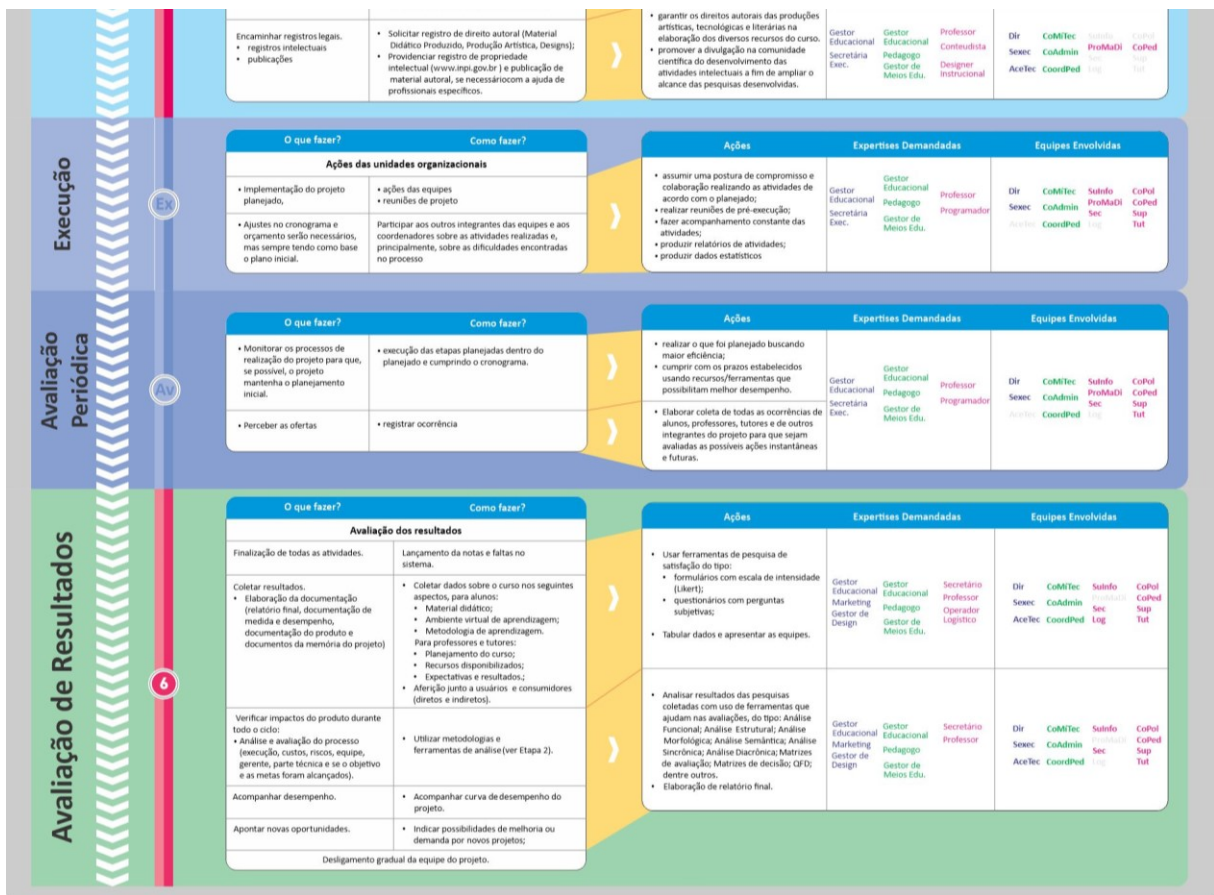 Encaminhar registros legais.
• registros intelectuais
• publicações
• Solicitar registro de direito autoral (Material
Didático Produzido, Produção Artística, Designs);
• Providenciar registro de propriedade
intelectual (www.inpi.gov.br ) e publicação de
material autoral, se necessáriocom a ajuda de
profissionais específicos.
• garantir os direitos autorais das produções
artísticas, tecnológicas e literárias na
elaboração dos diversos recursos do curso.
• promover a divulgação na comunidade
científica do desenvolvimento das
atividades intelectuais a fim de ampliar o
alcance das pesquisas desenvolvidas.
Gestor
Educacional
Secretária
Exec.
Gestor
Educacional
Pedagogo
Gestor de
Meios Edu.
Professor
Conteudista
Designer
Instrucional
Dir CoMiTec SuInfo CoPol
Sexec CoAdmin ProMaDi CoPed
Sec Sup
AceTec CoordPed Log Tut
Execução
Ex
O que fazer? Como fazer?
Ações das unidades organizacionais
• Implementação do projeto
planejado,
• ações das equipes
• reuniões de projeto
• Ajustes no cronograma e
orçamento serão necessários,
mas sempre tendo como base
o plano inicial.
Participar aos outros integrantes das equipes e aos
coordenadores sobre as atividades realizadas e,
principalmente, sobre as dificuldades encontradas
no processo
Ações Expertises Demandadas Equipes Envolvidas
• assumir uma postura de compromisso e
colaboração realizando as atividades de
acordo com o planejado;
• realizar reuniões de pré-execução;
• fazer acompanhamento constante das
atividades;
• produzir relatórios de atividades;
• produzir dados estatísticos
Gestor
Educacional
Secretária
Exec.
Gestor
Educacional
Pedagogo
Gestor de
Meios Edu.
Professor
Programador
Dir CoMiTec SuInfo CoPol
Sexec CoAdmin ProMaDi CoPed
Sec Sup
AceTec CoordPed Log Tut
Avaliação
Periódica
Av
O que fazer? Como fazer?
• Monitorar os processos de
realização do projeto para que,
se possível, o projeto
mantenha o planejamento
inicial.
• execução das etapas planejadas dentro do
planejado e cumprindo o cronograma.
• Perceber as ofertas
• registrar ocorrência
Ações Expertises Demandadas Equipes Envolvidas
• realizar o que foi planejado buscando
maior eficiência;
• cumprir com os prazos estabelecidos
usando recursos/ferramentas que
possibilitam melhor desempenho.
• Elaborar coleta de todas as ocorrências de
alunos, professores, tutores e de outros
integrantes do projeto para que sejam
avaliadas as possíveis ações instantâneas
e futuras.
Gestor
Educacional
Secretária
Exec.
Gestor
Educacional
Pedagogo
Gestor de
Meios Edu.
Professor
Programador
Dir CoMiTec SuInfo CoPol
Sexec CoAdmin ProMaDi CoPed
Sec Sup
AceTec CoordPed Log Tut
Avaliação de Resultados
6
O que fazer? Como fazer?
Avaliação dos resultados
Finalização de todas as atividades.
Lançamento da notas e faltas no
sistema.
Coletar resultados.
• Elaboração da documentação
(relatório final, documentação de
medida e desempenho,
documentação do produto e
documentos da memória do projeto)
• Coletar dados sobre o curso nos seguintes
aspectos, para alunos:
• Material didático;
• Ambiente virtual de aprendizagem;
• Metodologia de aprendizagem.
Para professores e tutores:
• Planejamento do curso;
• Recursos disponibilizados;
• Expectativas e resultados.;
• Aferição junto a usuários e consumidores
(diretos e indiretos).
Verificar impactos do produto durante
todo o ciclo:
• Análise e avaliação do processo
(execução, custos, riscos, equipe,
gerente, parte técnica e se o objetivo
e as metas foram alcançados).
• Utilizar metodologias e
ferramentas de análise (ver Etapa 2).
Acompanhar desempenho.
• Acompanhar curva de desempenho do
projeto.
Apontar novas oportunidades.
• Indicar possibilidades de melhoria ou
demanda por novos projetos;
Desligamento gradual da equipe do projeto.
Ações Expertises Demandadas Equipes Envolvidas
• Usar ferramentas de pesquisa de
satisfação do tipo:
• formulários com escala de intensidade
(Likert);
• questionários com perguntas
subjetivas;
• Tabular dados e apresentar as equipes.
Gestor
Educacional
Marketing
Gestor de
Design
Gestor
Educacional
Pedagogo
Gestor de
Meios Edu.
Secretário
Professor
Operador
Logístico
Dir CoMiTec SuInfo CoPol
Sexec CoAdmin ProMaDi CoPed
Sec Sup
AceTec CoordPed Log Tut
• Analisar resultados das pesquisas
coletadas com uso de ferramentas que
ajudam nas avaliações, do tipo: Análise
Funcional; Análise Estrutural; Análise
Morfológica; Análise Semântica; Análise
Sincrônica; Análise Diacrônica; Matrizes
de avaliação; Matrizes de decisão; QFD;
dentre outros.
• Elaboração de relatório final.
Gestor
Educacional
Marketing
Gestor de
Design
Gestor
Educacional
Pedagogo
Gestor de
Meios Edu.
Secretário
Professor
Dir CoMiTec SuInfo CoPol
Sexec CoAdmin ProMaDi CoPed
Sec Sup
AceTec CoordPed Log Tut